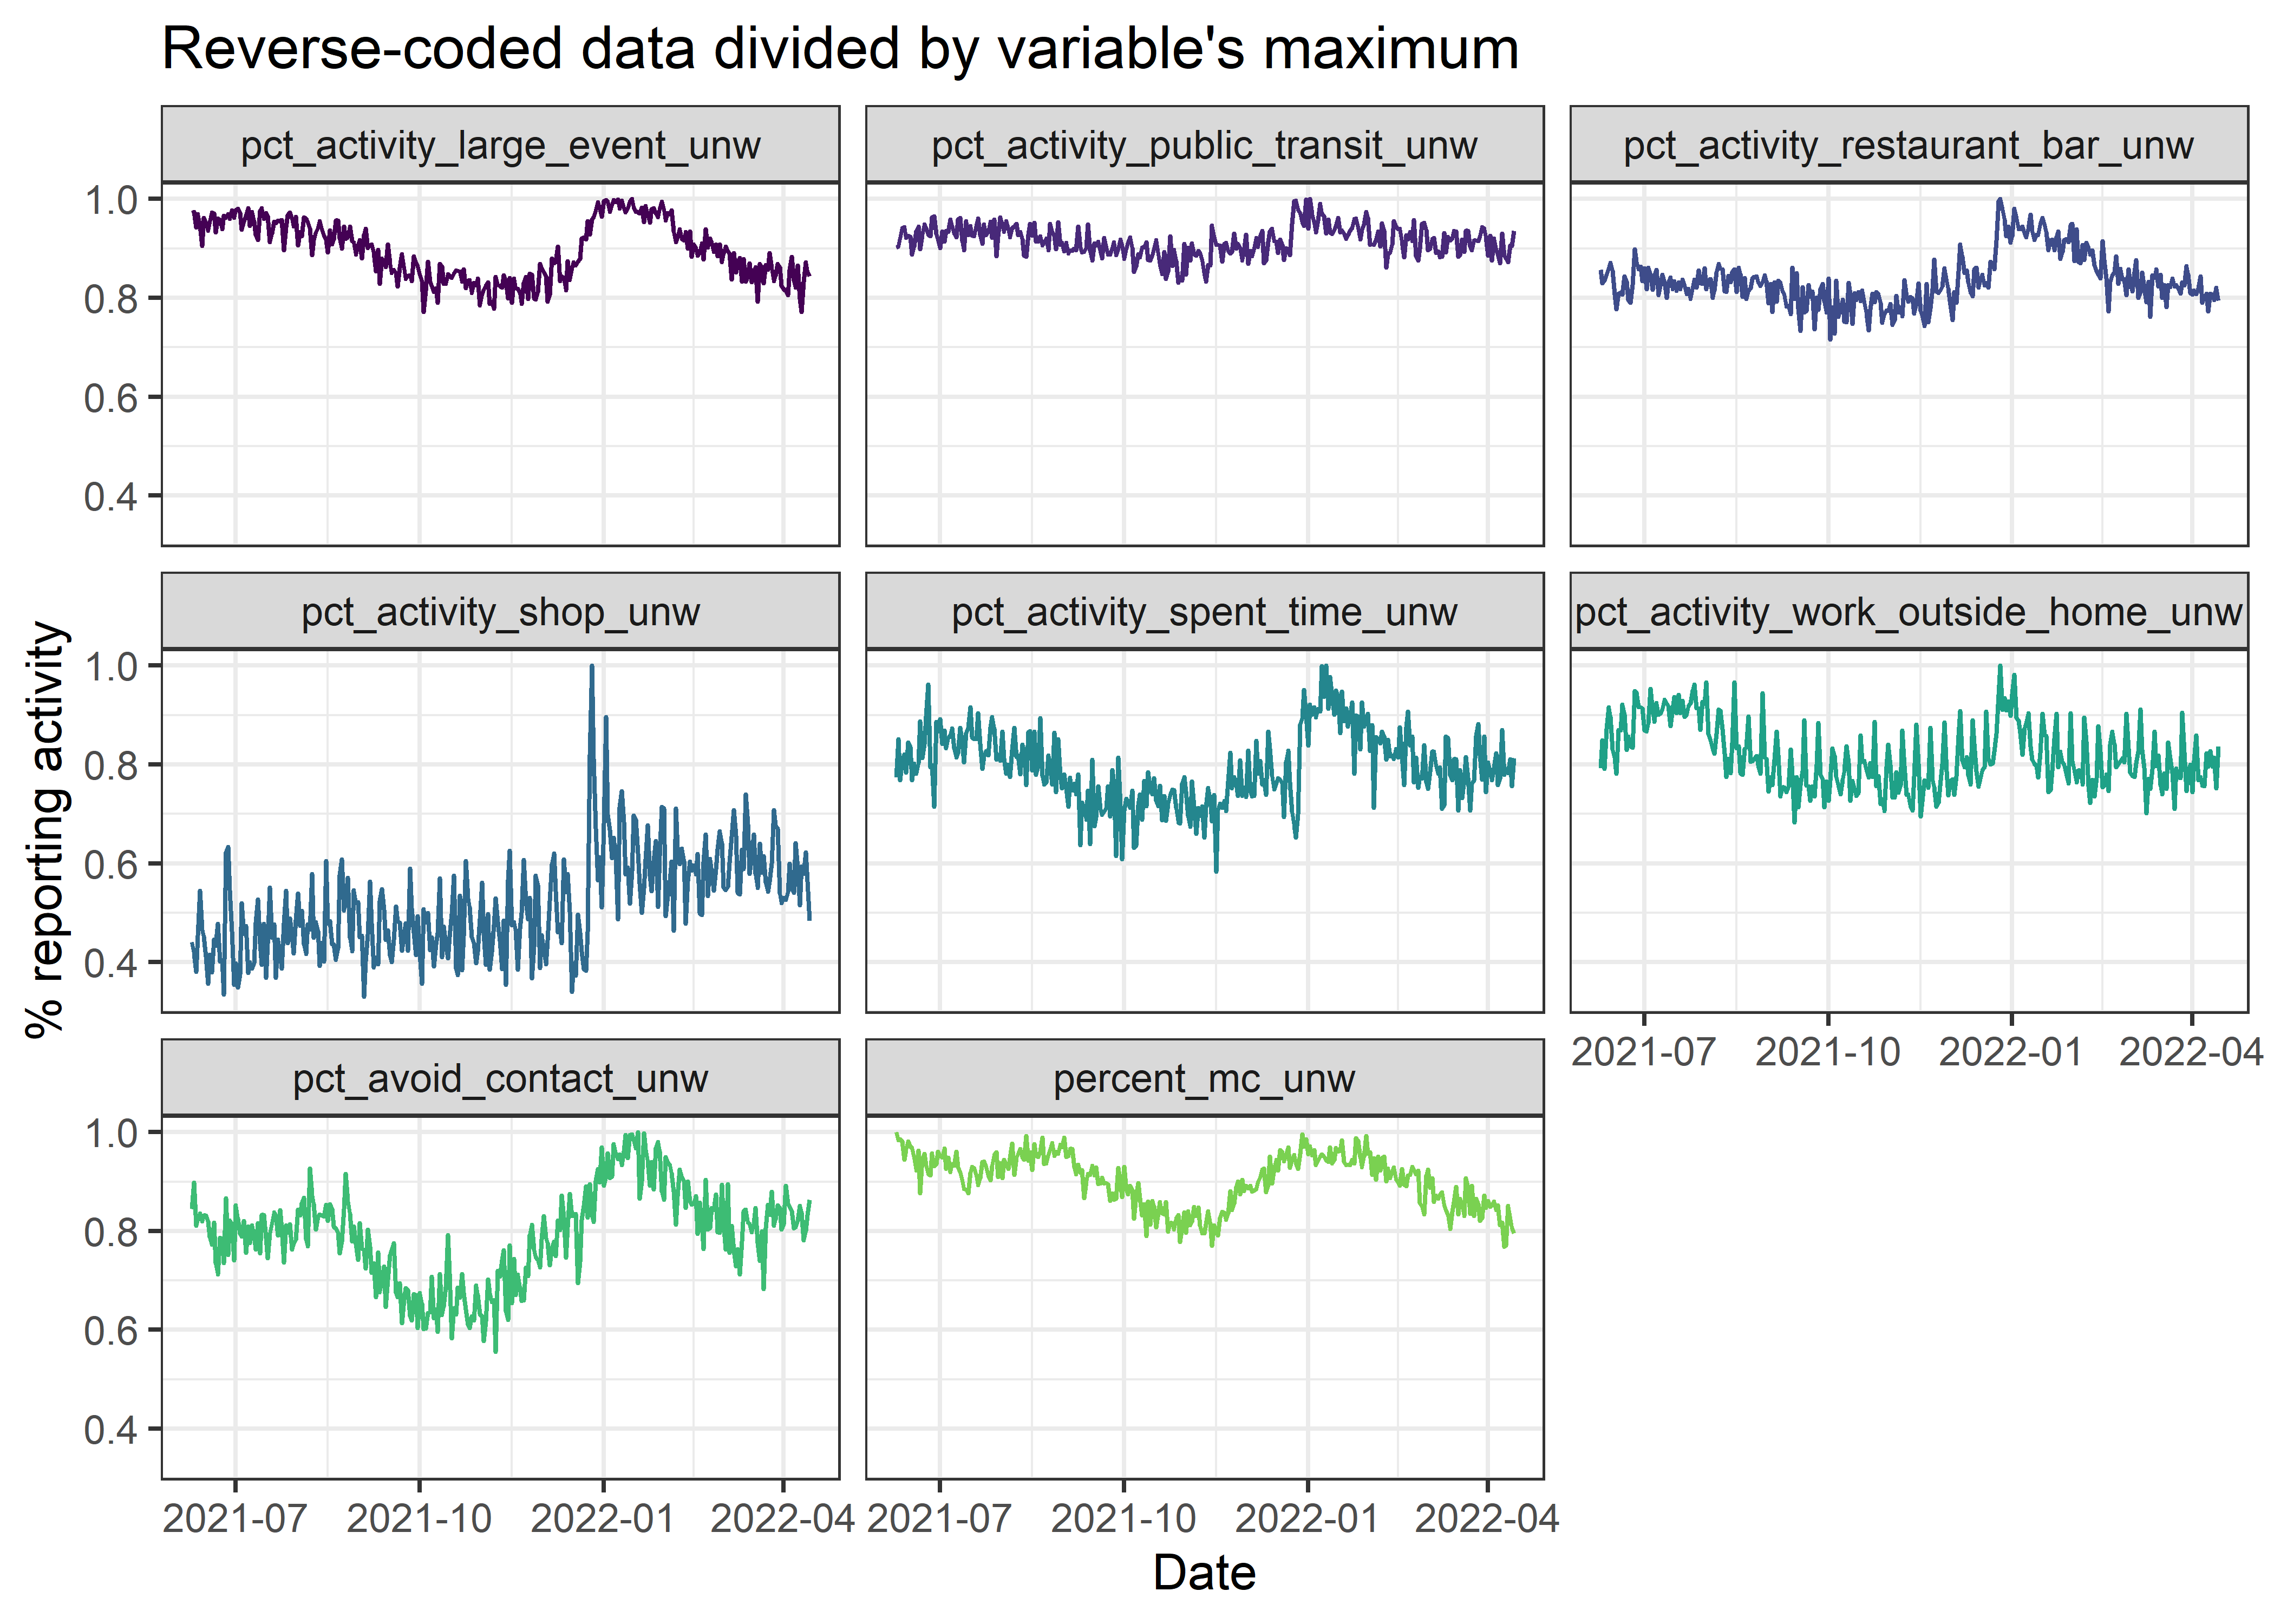 Reverse-coded data divided by variable's maximum
pct_activity_large_event_unw
pct_activity_public_transit_unw
pct_activity_restaurant_bar_unw
1.0
0.8
0.6
0.4
pct_activity_shop_unw
pct_activity_spent_time_unw
pct_activity_work_outside_home_unw
1.0
0.8
0.6
0.4
2021-07 2021-10 2022-01 2022-04
pct_avoid_contact_unw
percent_mc_unw
1.0
0.8
0.6
0.4
2021-07 2021-10 2022-01 2022-04
2021-07 2021-10 2022-01 2022-04
Date
% reporting activity